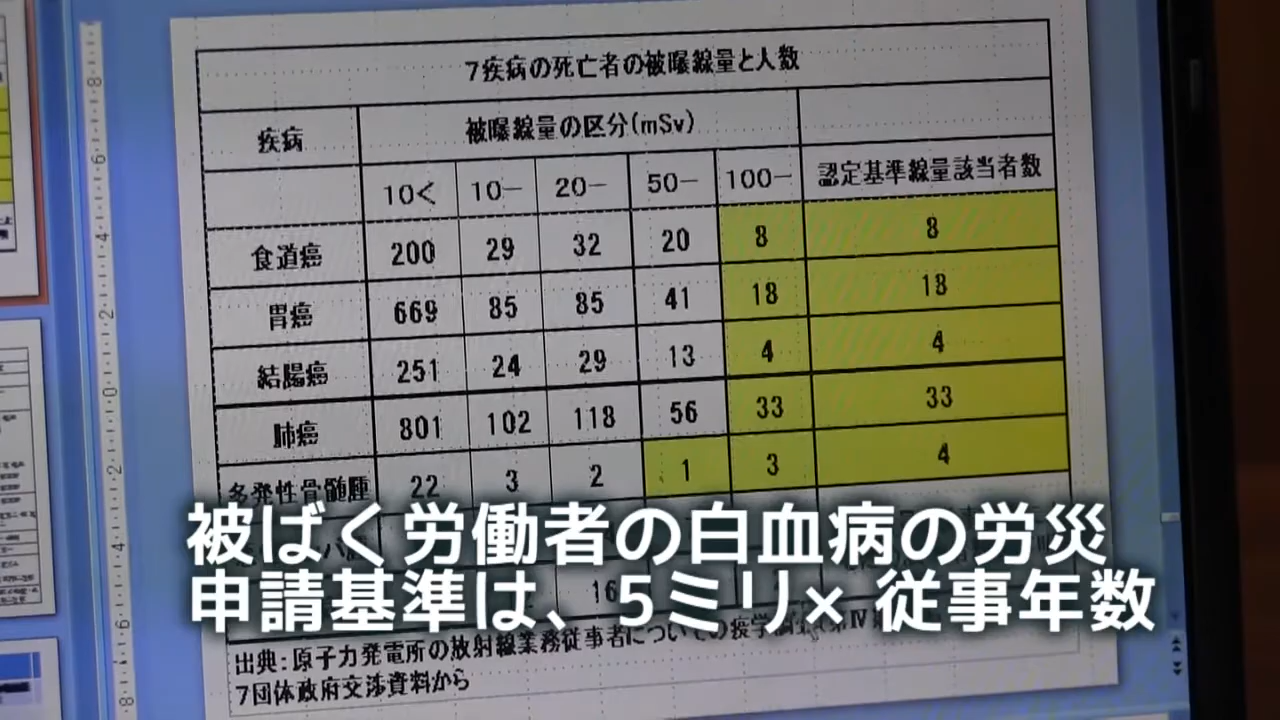 7疾病の死亡者の被曝線量と人数
疾病 被曝線量の区分(mSv)
10< 10- 20- 50- 100- 認定基準線量該当者数
食道癌 200 29 32 20 8 8
胃癌 669 85 85 41 18 18
結腸癌 251 24 29 13 4 4
肺癌 801 102 118 56 33 33
多発性骨髄腫 22 3 2 1 3 4
被ばく労働者の白血病の労災
申請基準は、5ミリ× 従事年数
16
出典:原子力発電所の放射線業務従事者についての疫学
7団体政府交渉資料から